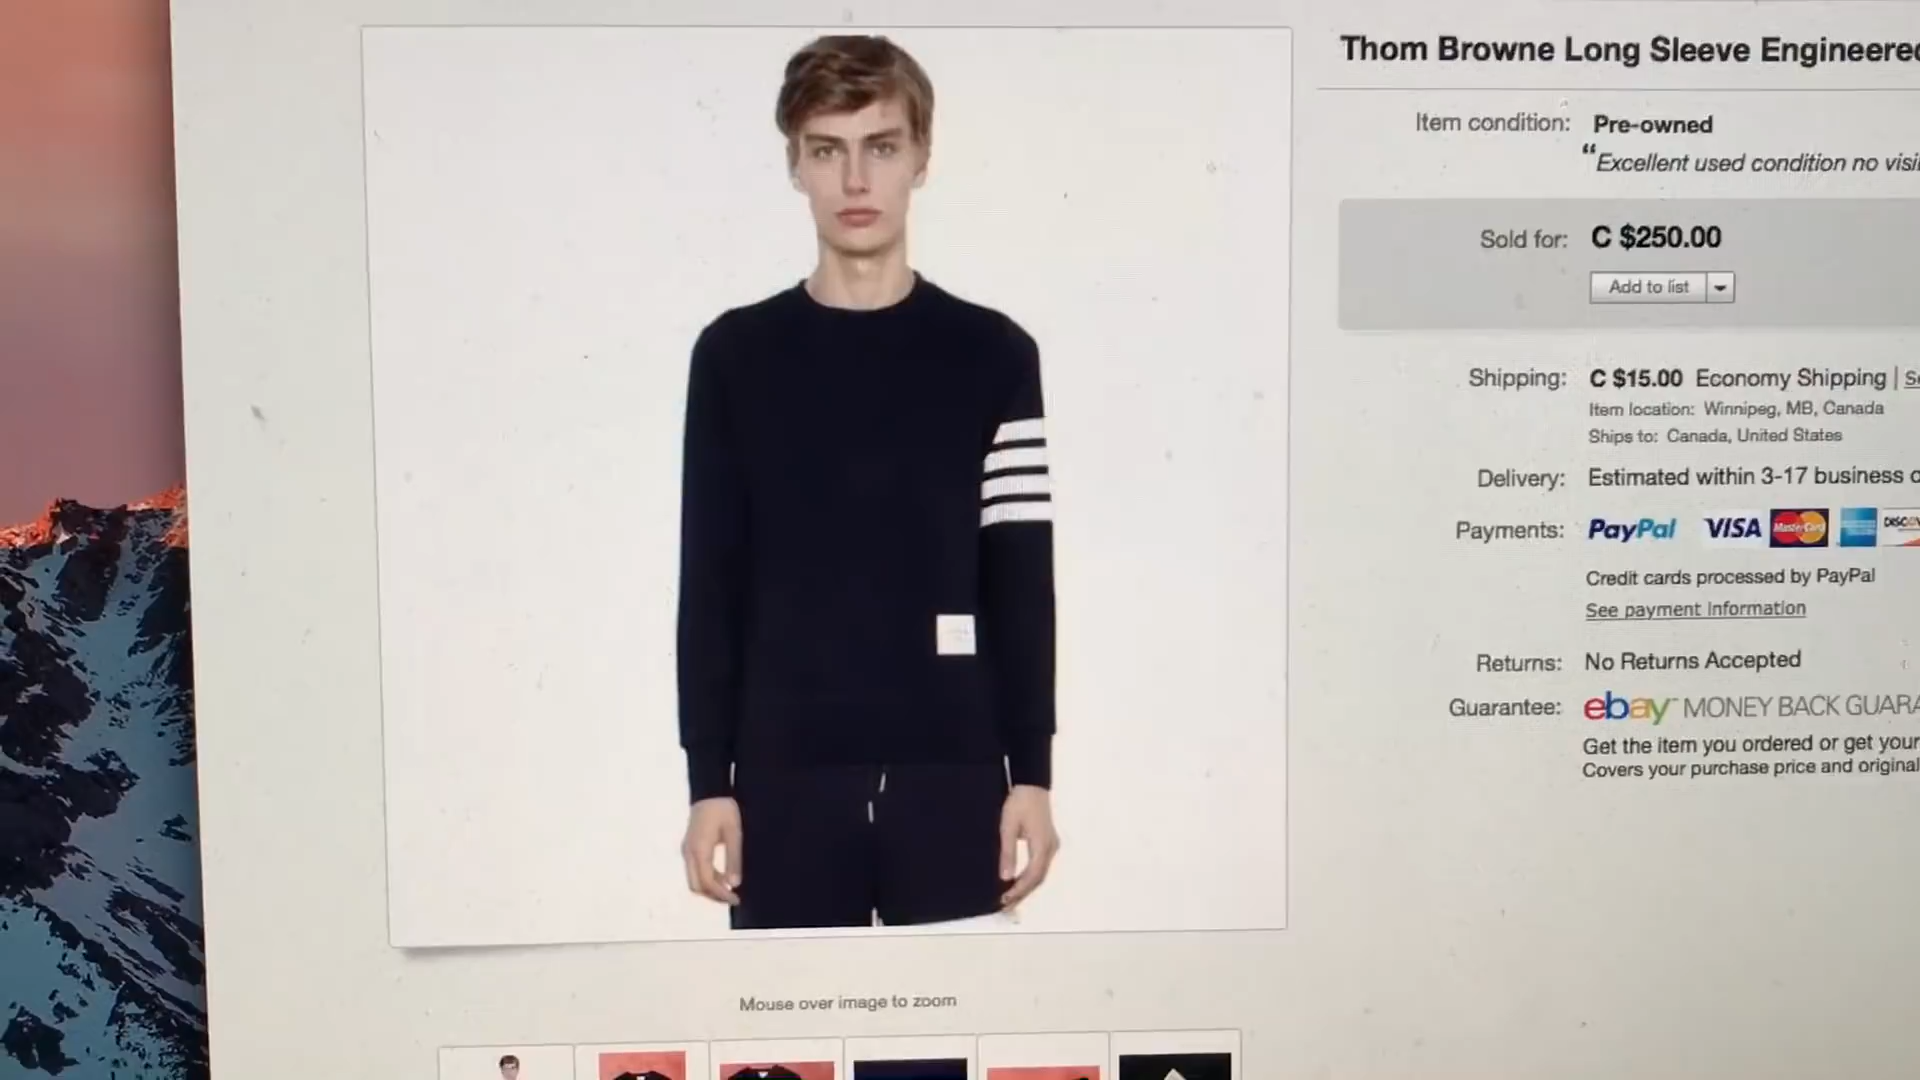 Thom Browne Long Sleeve Engineered
Item condition: Pre-owned
“Excellent used condition no visi
Sold for: C $250.00
Add to list
Shipping: C $15.00 Economy Shipping |
Item location: Winnipeg, MB, Canada
Ships to: Canada, United States
Delivery: Estimated within 3-17 business
Payments: PayPal VISA MasterCard DISCOV
Credit cards processed by PayPal
See payment information
Returns: No Returns Accepted
Guarantee: ebay MONEY BACK GUARA
Get the item you ordered or get your
Covers your purchase price and original
Mouse over image to zoom